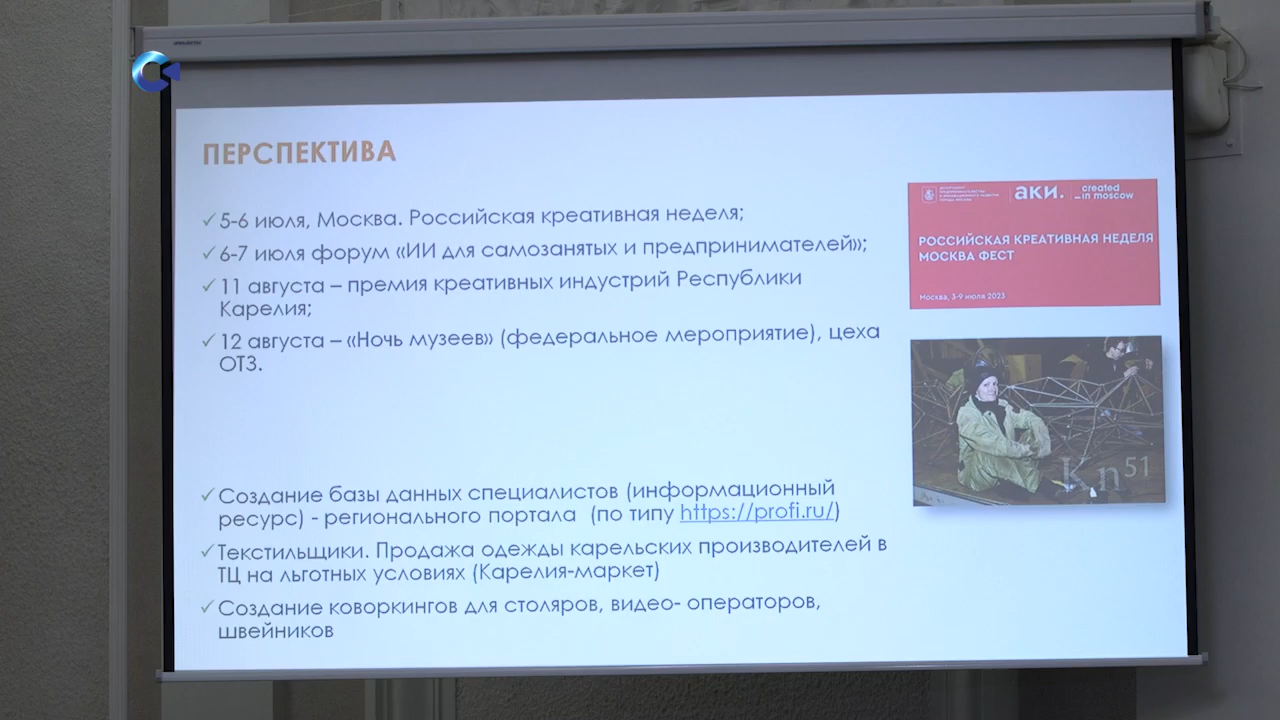 ПЕРСПЕКТИВА
5-6 июля, Москва. Российская креативная неделя;
6-7 июля форум «ИИ для самозанятых и предпринимателей»;
11 августа – премия креативных индустрий Республики
Карелия;
12 августа – «Ночь музеев» (федеральное мероприятие), цеха
ОТЗ.
Создание базы данных специалистов (информационный
ресурс) - регионального портала (по типу https://profi.ru/)
Текстильщики. Продажа одежды карельских производителей в
ТЦ на льготных условиях (Карелия-маркет)
Создание коворкингов для столяров, видео- операторов,
швейников
аки.
created
_in moscow
РОССИЙСКАЯ КРЕАТИВНАЯ НЕДЕЛЯ
МОСКВА ФЕСТ
Москва, 3-9 июля 2023
Kn51